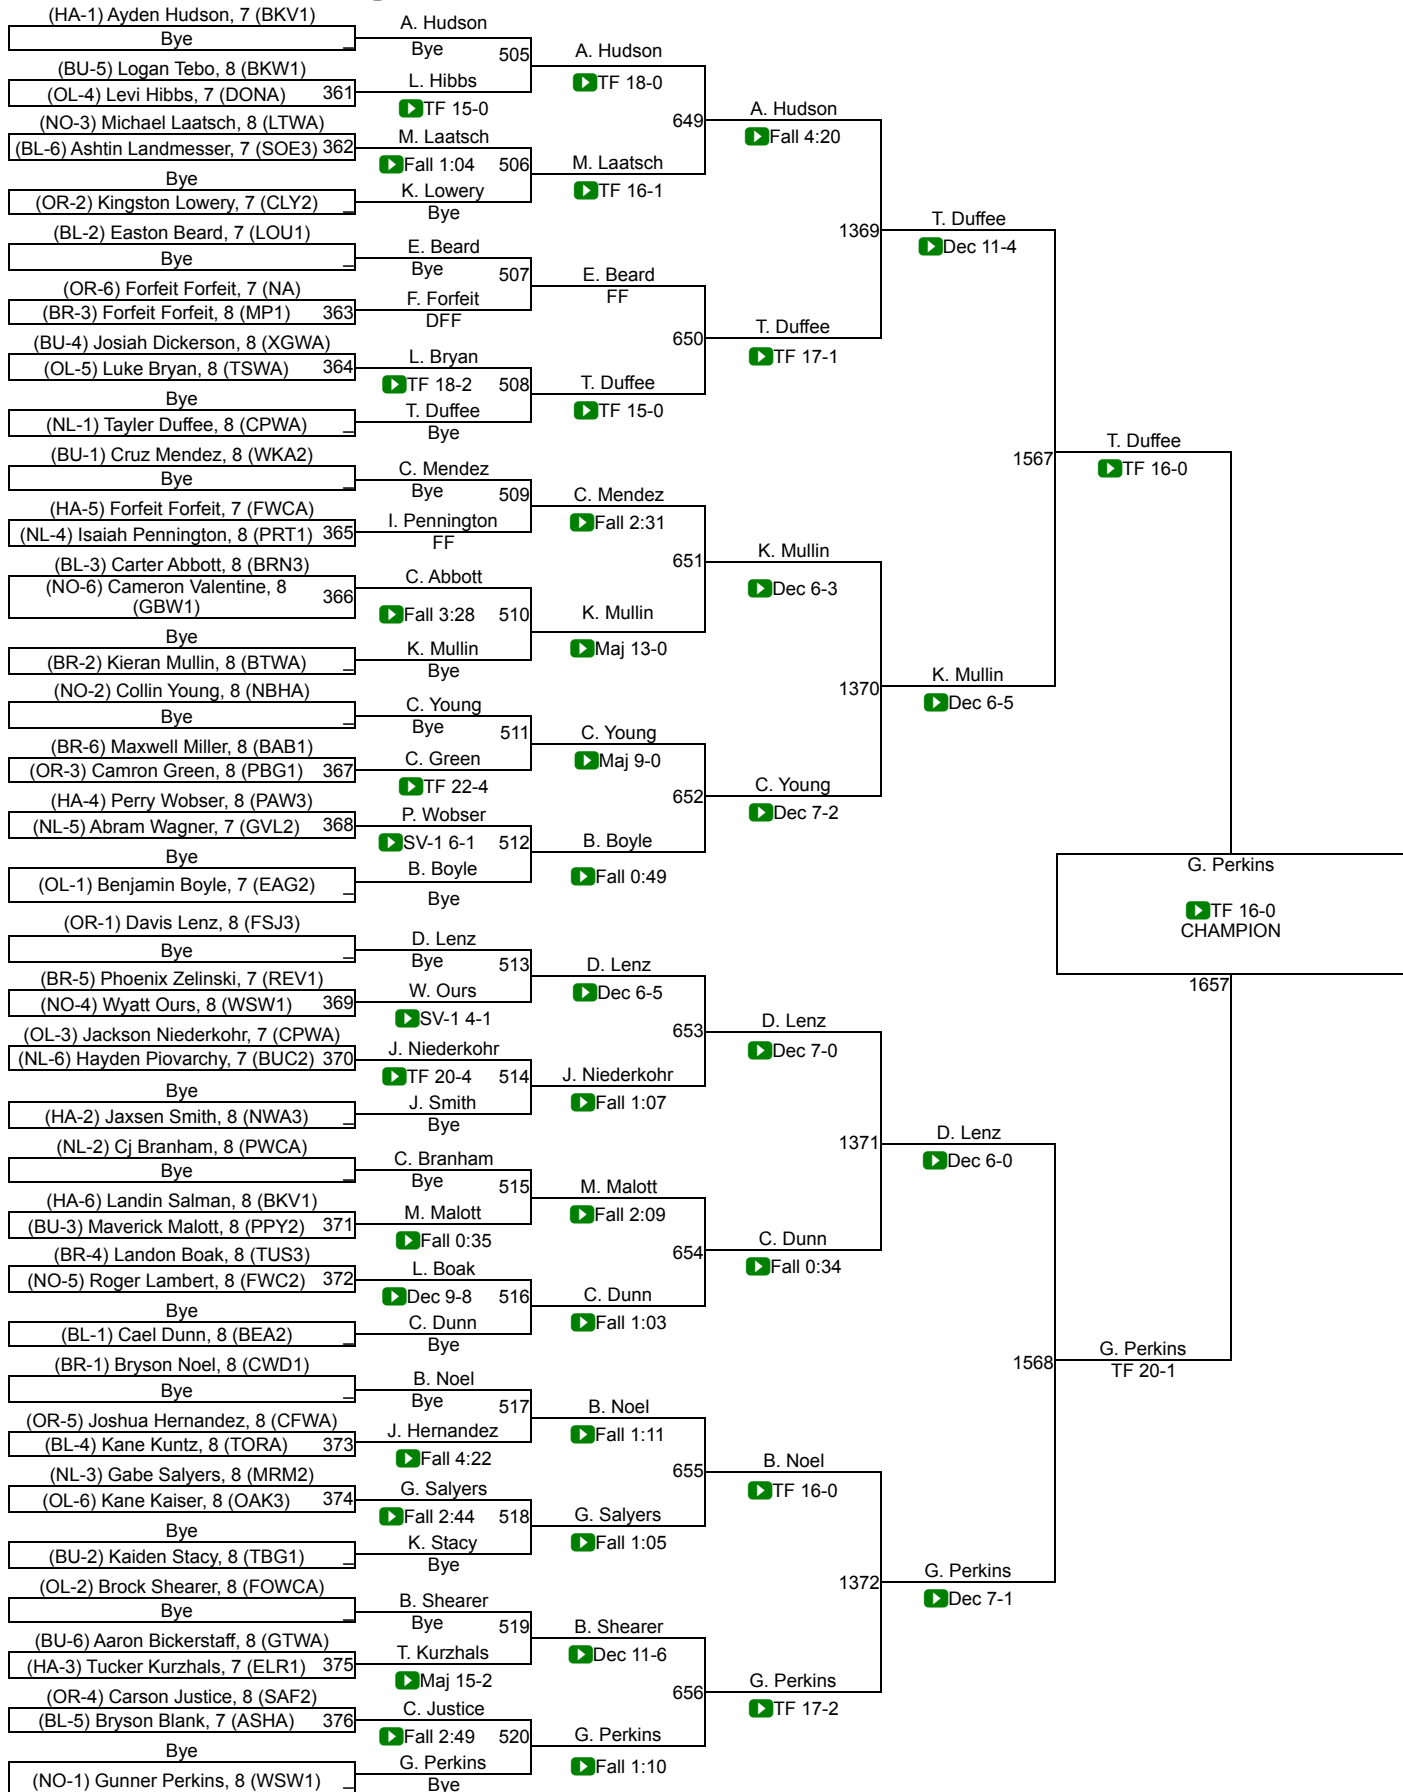 (HA-1) Ayden Hudson, 7 (BKV1)
Bye
(BU-5) Logan Tebo, 8 (BKW1)
(OL-4) Levi Hibbs, 7 (DONA) 361
(NO-3) Michael Laatsch, 8 (LTWA)
(BL-6) Ashtin Landmesser, 7 (SOE3) 362
Bye
(OR-2) Kingston Lowery, 7 (CLY2)
(BL-2) Easton Beard, 7 (LOU1)
Bye
(OR-6) Forfeit Forfeit, 7 (NA)
(BR-3) Forfeit Forfeit, 8 (MP1) 363
(BU-4) Josiah Dickerson, 8 (XGWA)
(OL-5) Luke Bryan, 8 (TSWA) 364
Bye
(NL-1) Tayler Duffee, 8 (CPWA)
(BU-1) Cruz Mendez, 8 (WKA2)
Bye
(HA-5) Forfeit Forfeit, 7 (FWCA)
(NL-4) Isaiah Pennington, 8 (PRT1) 365
(BL-3) Carter Abbott, 8 (BRN3)
(NO-6) Cameron Valentine, 8
(GBW1)
366
Bye
(BR-2) Kieran Mullin, 8 (BTWA)
(NO-2) Collin Young, 8 (NBHA)
Bye
(BR-6) Maxwell Miller, 8 (BAB1)
(OR-3) Camron Green, 8 (PBG1) 367
(HA-4) Perry Wobser, 8 (PAW3)
(NL-5) Abram Wagner, 7 (GVL2) 368
Bye
(OL-1) Benjamin Boyle, 7 (EAG2)
(OR-1) Davis Lenz, 8 (FSJ3)
Bye
(BR-5) Phoenix Zelinski, 7 (REV1)
(NO-4) Wyatt Ours, 8 (WSW1) 369
(OL-3) Jackson Niederkohr, 7 (CPWA)
(NL-6) Hayden Piovarchy, 7 (BUC2) 370
Bye
(HA-2) Jaxsen Smith, 8 (NWA3)
(NL-2) Cj Branham, 8 (PWCA)
Bye
(HA-6) Landin Salman, 8 (BKV1)
(BU-3) Maverick Malott, 8 (PPY2) 371
(BR-4) Landon Boak, 8 (TUS3)
(NO-5) Roger Lambert, 8 (FWC2) 372
Bye
(BL-1) Cael Dunn, 8 (BEA2)
(BR-1) Bryson Noel, 8 (CWD1)
Bye
(OR-5) Joshua Hernandez, 8 (CFWA)
(BL-4) Kane Kuntz, 8 (TORA) 373
(NL-3) Gabe Salyers, 8 (MRM2)
(OL-6) Kane Kaiser, 8 (OAK3) 374
Bye
(BU-2) Kaiden Stacy, 8 (TBG1)
(OL-2) Brock Shearer, 8 (FOWCA)
Bye
(BU-6) Aaron Bickerstaff, 8 (GTWA)
(HA-3) Tucker Kurzhals, 7 (ELR1) 375
(OR-4) Carson Justice, 8 (SAF2)
(BL-5) Bryson Blank, 7 (ASHA) 376
Bye
(NO-1) Gunner Perkins, 8 (WSW1)
A. Hudson
Bye 505
L. Hibbs
TF 15-0
M. Laatsch
Fall 1:04 506
K. Lowery
Bye
E. Beard
Bye 507
F. Forfeit
DFF
L. Bryan
TF 18-2 508
T. Duffee
Bye
C. Mendez
Bye 509
I. Pennington
FF
C. Abbott
Fall 3:28 510
K. Mullin
Bye
C. Young
Bye 511
C. Green
TF 22-4
P. Wobser
SV-1 6-1 512
B. Boyle
Bye
D. Lenz
Bye 513
W. Ours
SV-1 4-1
J. Niederkohr
TF 20-4 514
J. Smith
Bye
C. Branham
Bye 515
M. Malott
Fall 0:35
L. Boak
Dec 9-8 516
C. Dunn
Bye
B. Noel
Bye 517
J. Hernandez
Fall 4:22
G. Salyers
Fall 2:44 518
K. Stacy
Bye
B. Shearer
Bye 519
T. Kurzhals
Maj 15-2
C. Justice
Fall 2:49 520
G. Perkins
Bye
A. Hudson
TF 18-0
649
M. Laatsch
TF 16-1
E. Beard
FF
650
T. Duffee
TF 15-0
C. Mendez
Fall 2:31
651
K. Mullin
Maj 13-0
C. Young
Maj 9-0
652
B. Boyle
Fall 0:49
D. Lenz
Dec 6-5
653
J. Niederkohr
Fall 1:07
M. Malott
Fall 2:09
654
C. Dunn
Fall 1:03
B. Noel
Fall 1:11
655
G. Salyers
Fall 1:05
B. Shearer
Dec 11-6
656
G. Perkins
Fall 1:10
A. Hudson
Fall 4:20
1369
T. Duffee
TF 17-1
K. Mullin
Dec 6-3
1370
C. Young
Dec 7-2
D. Lenz
Dec 7-0
1371
C. Dunn
Fall 0:34
B. Noel
TF 16-0
1372
G. Perkins
TF 17-2
T. Duffee
Dec 11-4
1567
K. Mullin
Dec 6-5
D. Lenz
Dec 6-0
1568
G. Perkins
Dec 7-1
T. Duffee
TF 16-0
G. Perkins
TF 20-1
G. Perkins
TF 16-0
CHAMPION
1657